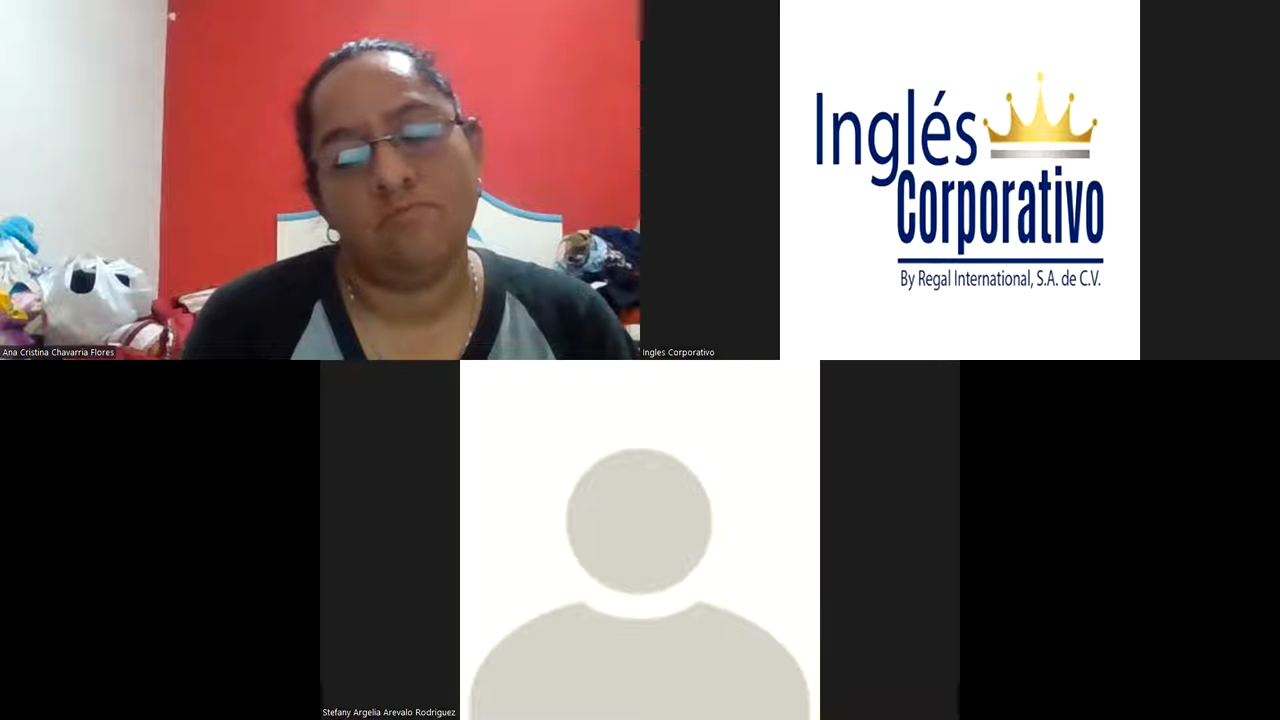 Inglés
Corporativo
By Regal International, S.A. de C.V.
Ana Cristina Chavarria Flores
Ingles Corporativo
Stefany Argelia Arevalo Rodriguez